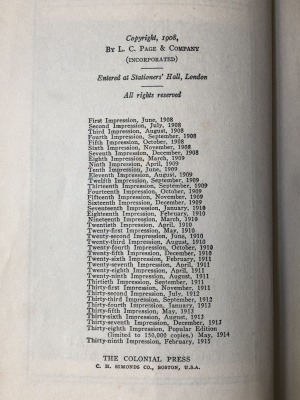 Copyright, 1908,
BY L. C. PAGE & COMPANY
(INCORPORATED)
Entered at Stationers' Hall, London
All rights reserved
First Impression, June, 1908
Second Impression, July, 1908
Third Impression, August, 1908
Fourth Impression, September, 1908
Fifth Impression, October, 1908
Sixth Impression, November, 1908
Seventh Impression, December, 1908
Eighth Impression, March, 1909
Ninth Impression, April, 1909
Tenth Impression, June, 1909
Eleventh Impression, August, 1909
Twelfth Impression, September, 1909
Thirteenth Impression, September, 1909
Fourteenth Impression, October, 1909
Fifteenth Impression, November, 1909
Sixteenth Impression, December, 1909
Seventeenth Impression, January, 1910
Eighteenth Impression, February, 1910
Nineteenth Impression, March, 1910
Twentieth Impression, April, 1910
Twenty-first Impression, May, 1910
Twenty-second Impression, June, 1910
Twenty-third Impression, August, 1910
Twenty-fourth Impression, October, 1910
Twenty-fifth Impression, December, 1910
Twenty-sixth Impression, February, 1911
Twenty-seventh Impression, April, 1911
Twenty-eighth Impression, April, 1911
Twenty-ninth Impression, August, 1911
Thirtieth Impression, September, 1911
Thirty-first Impression, November, 1911
Thirty-second Impression, July, 1912
Thirty-third Impression, September, 1912
Thirty-fourth Impression, January, 1913
Thirty-fifth Impression, May, 1913
Thirty-sixth Impression, August, 1913
Thirty-seventh Impression, December, 1913
Thirty-eighth Impression, Popular Edition
(limited to 150,000 copies.) May, 1914
Thirty-ninth Impression, February, 1915
THE COLONIAL PRESS
C. H. SIMONDS CO., BOSTON, U.S.A.